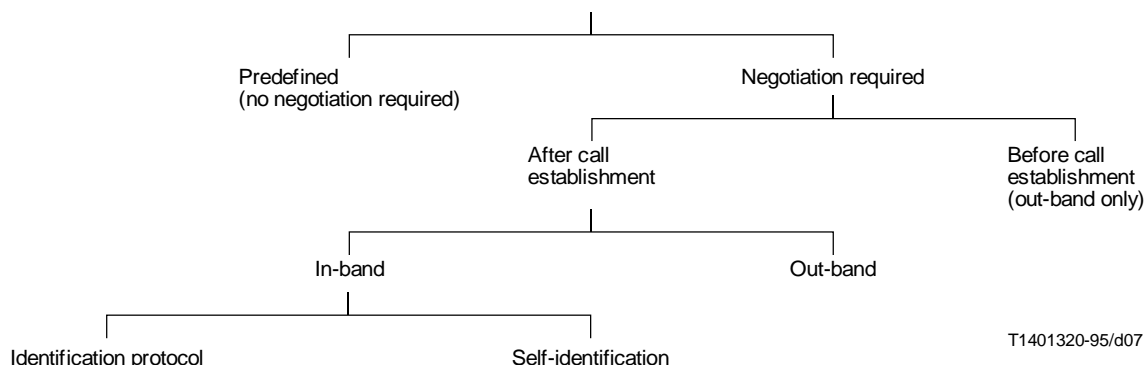 Predefined
(no negotiation required)
Negotiation required
After call
establishment
Before call
establishment
(out-band only)
In-band
Out-band
T1401320-95/d07
Identification protocol
Self-identification